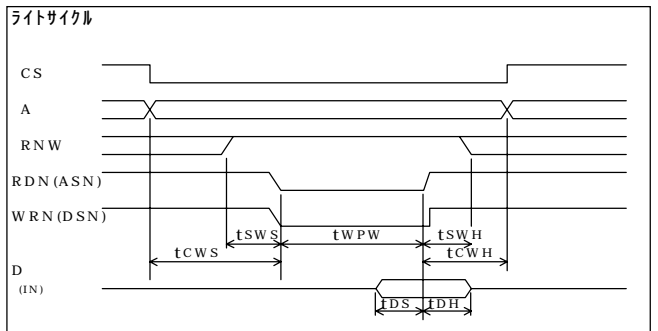 ﾗｲﾄｻｲｸﾙ
CS
A
RNW
RDN(ASN)
WRN(DSN)
tSWS
tWPW
tSWH
tCWS
tCWH
D
(IN)
tDS
tDH